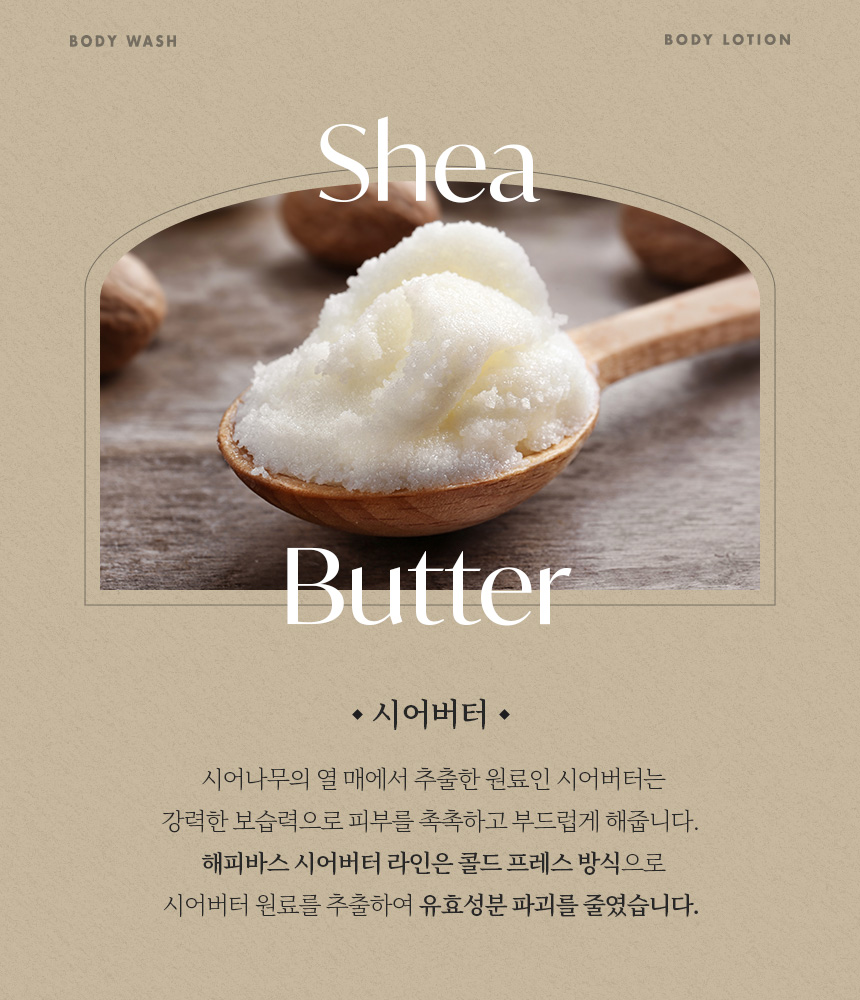 BODY WASH
BODY LOTION
Shea
Butter
◆ 시어버터 ◆
시어나무의 열 매에서 추출한 원료인 시어버터는
강력한 보습력으로 피부를 촉촉하고 부드럽게 해줍니다.
해피바스 시어버터 라인은 콜드 프레스 방식으로
시어버터 원료를 추출하여 유효성분 파괴를 줄였습니다.